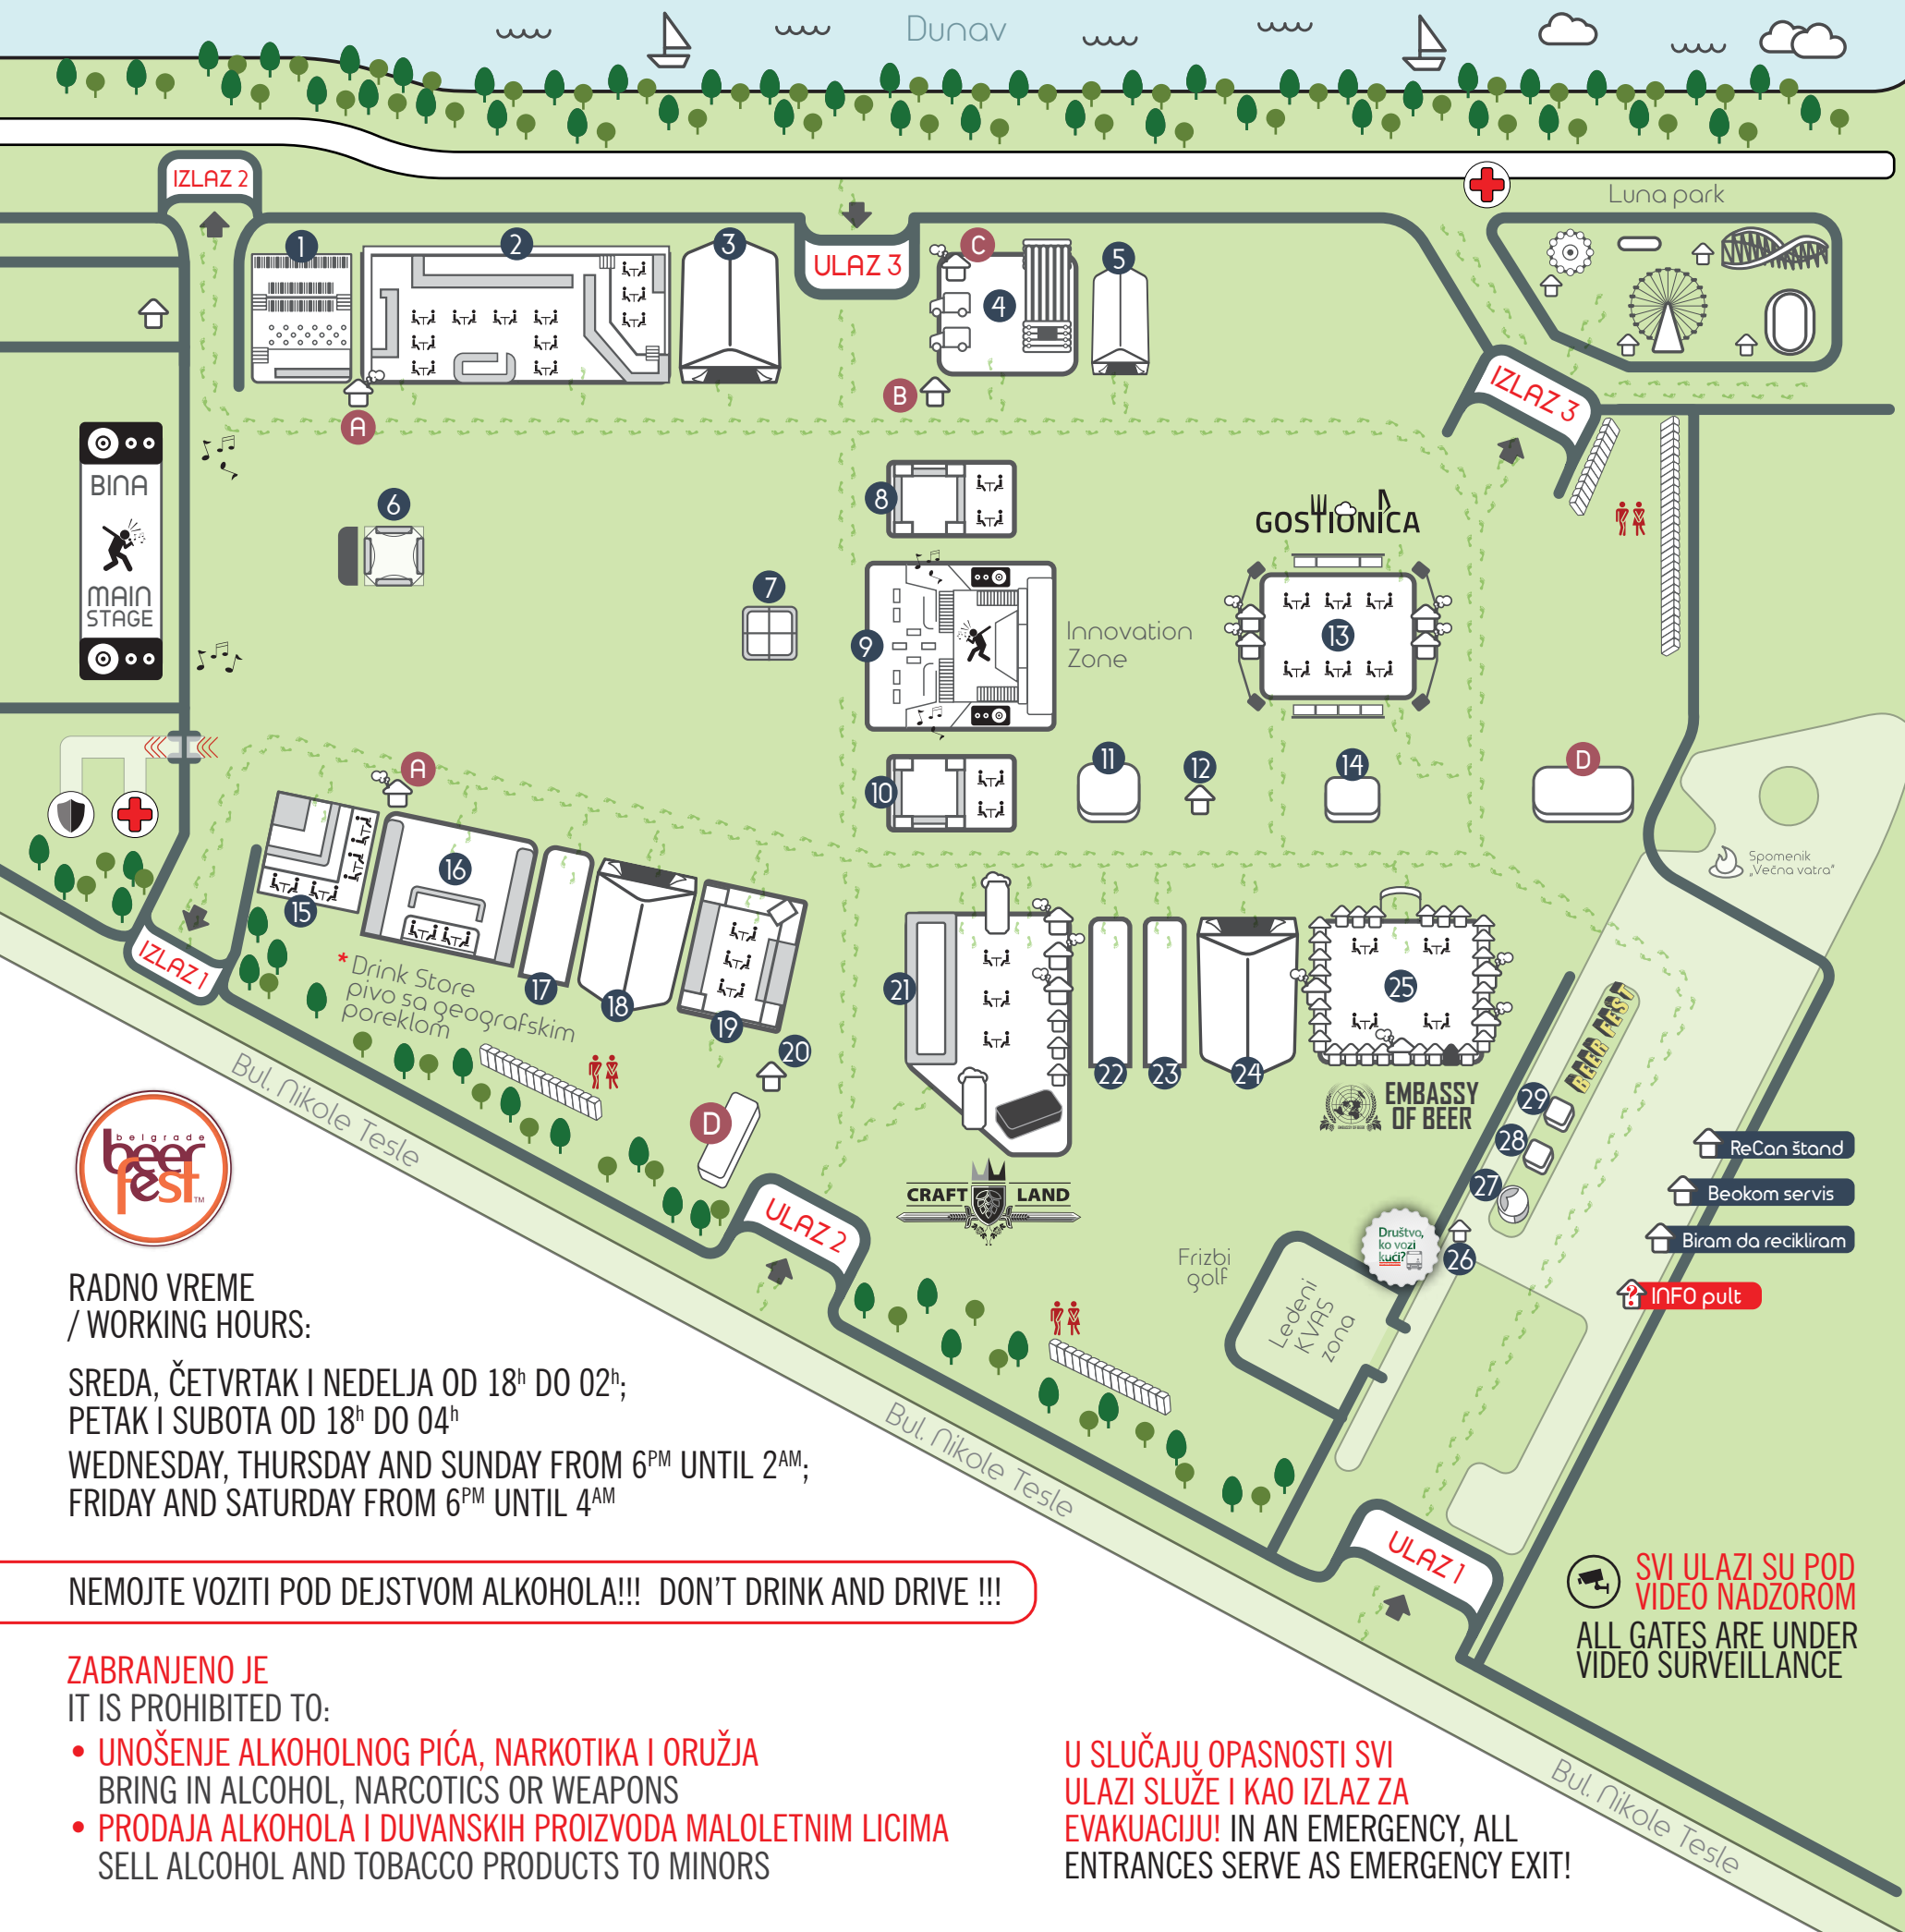 Dunav
IZLAZ 2
Luna park
1
2
3
ULAZ 3
C
4
5
IZLAZ 3
B
A
BINA
MAIN
STAGE
6
7
8
9
10
Innovation
Zone
GOSTIONICA
13
11
12
14
D
Spomenik
„Večna vatra“
A
15
16
17
18
19
20
D
IZLAZ 1
* Drink Store
pivo sa geografskim
poreklom
21
22
23
24
25
BEER FEST
EMBASSY
OF BEER
CRAFT LAND
29
28
27
26
ReCan štand
Beokom servis
Biram da recikliram
? INFO pult
Društvo,
ko vozi
kući?
Frizbi
golf
Ledeni
KVAS
zona
ULAZ 2
ULAZ 1
Bul. Nikole Tesle
Bul. Nikole Tesle
Bul. Nikole Tesle
belgrade
beer
fest TM
RADNO VREME
/ WORKING HOURS:
SREDA, ČETVRTAK I NEDELJA OD 18h DO 02h;
PETAK I SUBOTA OD 18h DO 04h
WEDNESDAY, THURSDAY AND SUNDAY FROM 6PM UNTIL 2AM;
FRIDAY AND SATURDAY FROM 6PM UNTIL 4AM
NEMOJTE VOZITI POD DEJSTVOM ALKOHOLA!!! DON’T DRINK AND DRIVE !!!
ZABRANJENO JE
IT IS PROHIBITED TO:
• UNOŠENJE ALKOHOLNOG PIĆA, NARKOTIKA I ORUŽJA
BRING IN ALCOHOL, NARCOTICS OR WEAPONS
• PRODAJA ALKOHOLA I DUVANSKIH PROIZVODA MALOLETNIM LICIMA
SELL ALCOHOL AND TOBACCO PRODUCTS TO MINORS
SVI ULAZI SU POD
VIDEO NADZOROM
ALL GATES ARE UNDER
VIDEO SURVEILLANCE
U SLUČAJU OPASNOSTI SVI
ULAZI SLUŽE I KAO IZLAZ ZA
EVAKUACIJU! IN AN EMERGENCY, ALL
ENTRANCES SERVE AS EMERGENCY EXIT!